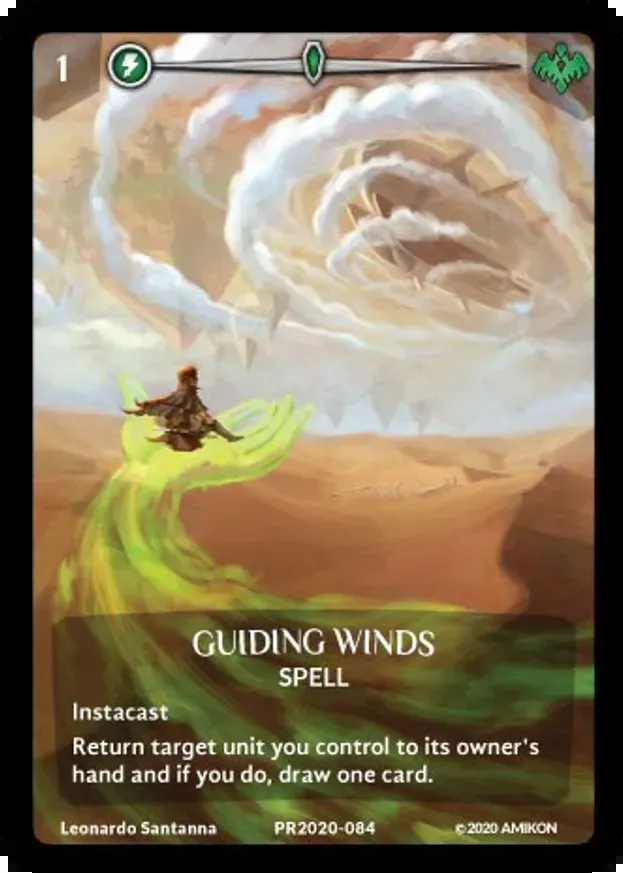 1
GUIDING WINDS
SPELL
Instacast
Return target unit you control to its owner's
hand and if you do, draw one card.
Leonardo Santanna PR2020-084 ©2020 AMIKON